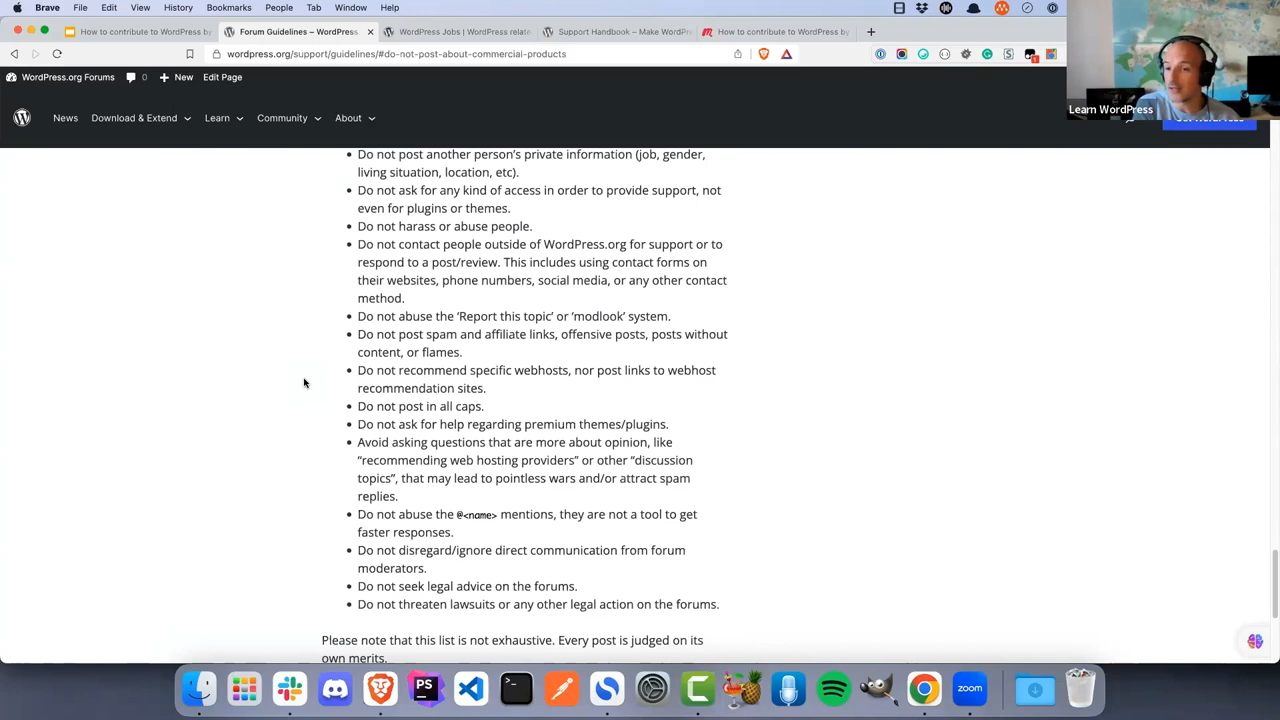 Brave File Edit View History Bookmarks People Tab Window Help
How to contribute to WordPress by
Forum Guidelines – WordPress.
WordPress Jobs | WordPress relate
Support Handbook – Make WordPr
How to contribute to WordPress by
wordpress.org/support/guidelines/#do-not-post-about-commercial-products
WordPress.org Forums 0 New Edit Page
Learn WordPress
News Download & Extend Learn Community About
Do not post another person's private information (job, gender,
living situation, location, etc).
Do not ask for any kind of access in order to provide support, not
even for plugins or themes.
Do not harass or abuse people.
Do not contact people outside of WordPress.org for support or to
respond to a post/review. This includes using contact forms on
their websites, phone numbers, social media, or any other contact
method.
Do not abuse the ‘Report this topic’ or ‘modlook’ system.
Do not post spam and affiliate links, offensive posts, posts without
content, or flames.
Do not recommend specific webhosts, nor post links to webhost
recommendation sites.
Do not post in all caps.
Do not ask for help regarding premium themes/plugins.
Avoid asking questions that are more about opinion, like
“recommending web hosting providers” or other “discussion
topics”, that may lead to pointless wars and/or attract spam
replies.
Do not abuse the @<name> mentions, they are not a tool to get
faster responses.
Do not disregard/ignore direct communication from forum
moderators.
Do not seek legal advice on the forums.
Do not threaten lawsuits or any other legal action on the forums.
Please note that this list is not exhaustive. Every post is judged on its
own merits.
PS
zoom